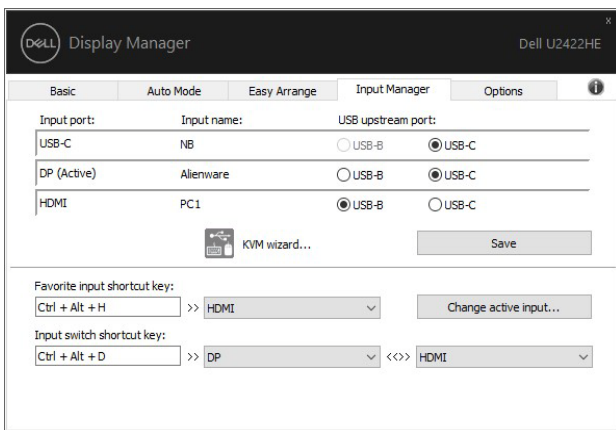 x
DELL Display Manager Dell U2422HE
Basic Auto Mode Easy Arrange Input Manager Options i
Input port: Input name: USB upstream port:
USB-C NB USB-B USB-C
DP (Active) Alienware USB-B USB-C
HDMI PC1 USB-B USB-C
KVM wizard... Save
Favorite input shortcut key:
Ctrl + Alt + H >> HDMI Change active input...
Input switch shortcut key:
Ctrl + Alt + D >> DP <<>> HDMI